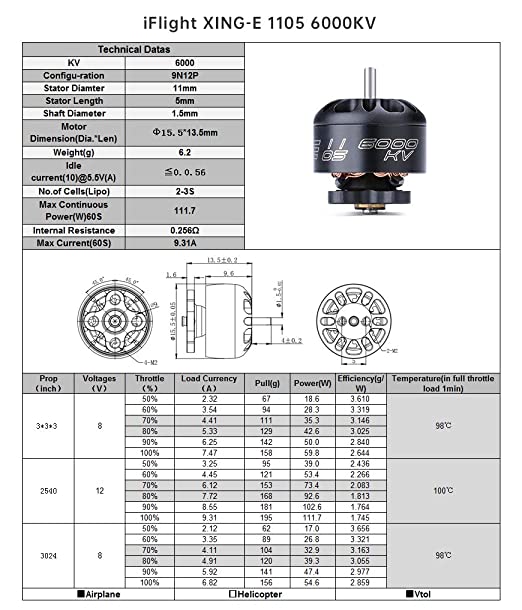 iFlight XING-E 1105 6000KV
Technical Datas
KV 6000
Configu-ration 9N12P
Stator Diamter 11mm
Stator Length 5mm
Shaft Diameter 1.5mm
Motor
Dimension(Dia.*Len) Φ15.5*13.5mm
Weight(g) 6.2
Idle
current(10)@5.5V(A) ≦0.056
No.of Cells(Lipo) 2-3S
Max Continuous
Power(W)60S 111.7
Internal Resistance 0.256Ω
Max Current(60S) 9.31A
11
05
6000
KV
13.5±0.2
1.6 9.6
45.0° 45.0°
Φ15.5±0.05
4±0.2
4-M2
4-M2
5
Prop
(inch) Voltages
(V) Throttle
(%) Load Currency
(A) Pull(g) Power(W) Efficiency(g/
W) Temperature(in full throttle
load 1min)
3*3*3 8 98℃
50% 2.32 67 18.6 3.610
60% 3.54 94 28.3 3.319
70% 4.41 111 35.3 3.146
80% 5.33 129 42.6 3.025
90% 6.25 142 50.0 2.840
100% 7.47 158 59.8 2.644
2540 12 100℃
50% 3.25 95 39.0 2.436
60% 4.45 121 53.4 2.266
70% 6.12 153 73.4 2.083
80% 7.72 168 92.6 1.813
90% 8.55 181 102.6 1.764
100% 9.31 195 111.7 1.745
3024 8 98℃
50% 2.12 62 17.0 3.656
60% 3.35 89 26.8 3.321
70% 4.11 104 32.9 3.163
80% 4.91 120 39.3 3.055
90% 5.92 141 47.4 2.977
100% 6.82 156 54.6 2.859
■Airplane □Helicopter ■Vtol